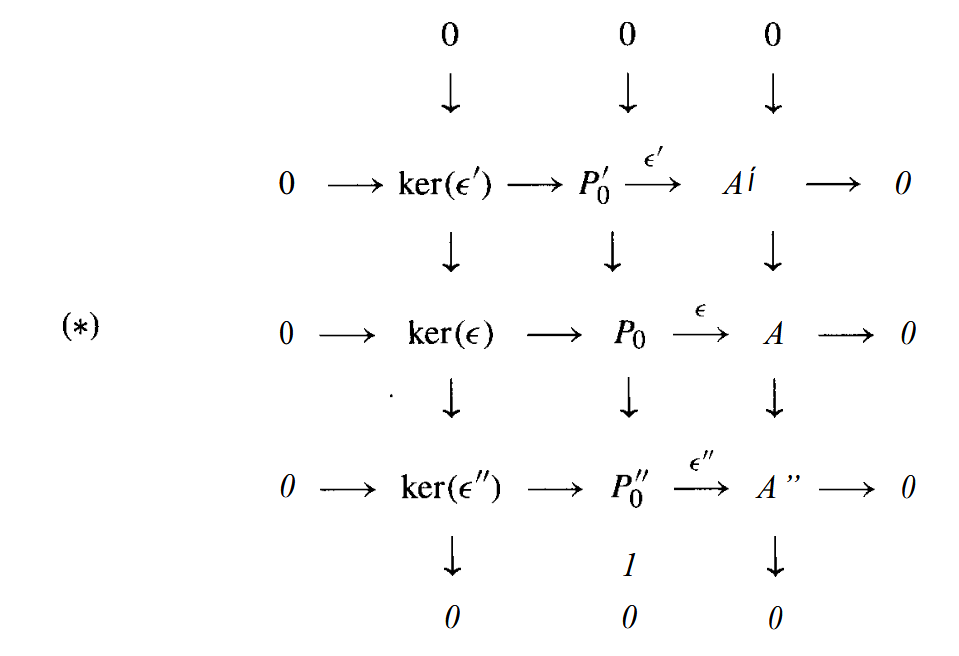 0 0 0
↓ ↓ ↓
0 → ker(ϵ′) → P′₀ →ϵ′ Aí → 0
↓ ↓ ↓
(*) 0 → ker(ϵ) → P₀ →ϵ A → 0
↓ ↓ ↓
0 → ker(ϵ″) → P″₀ →ϵ″ A ” → 0
↓ 1 ↓
0 0 0